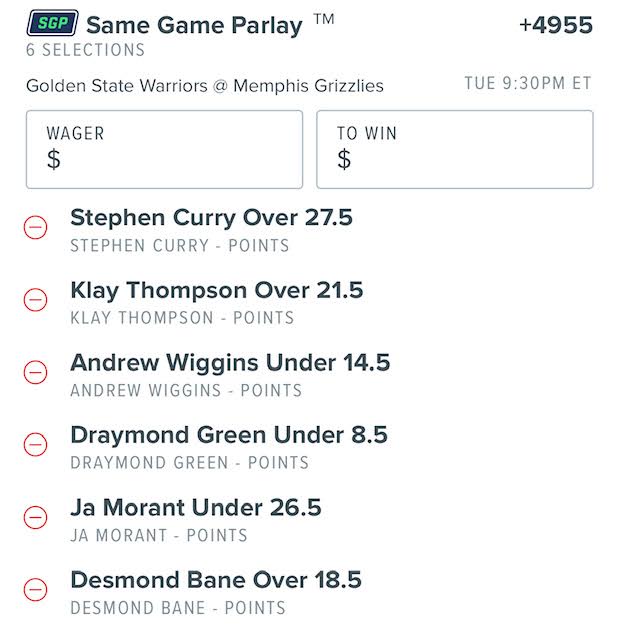 SGP Same Game Parlay ™ +4955
6 SELECTIONS
Golden State Warriors @ Memphis Grizzlies TUE 9:30PM ET
WAGER TO WIN
$ $
Stephen Curry Over 27.5
STEPHEN CURRY - POINTS
Klay Thompson Over 21.5
KLAY THOMPSON - POINTS
Andrew Wiggins Under 14.5
ANDREW WIGGINS - POINTS
Draymond Green Under 8.5
DRAYMOND GREEN - POINTS
Ja Morant Under 26.5
JA MORANT - POINTS
Desmond Bane Over 18.5
DESMOND BANE - POINTS